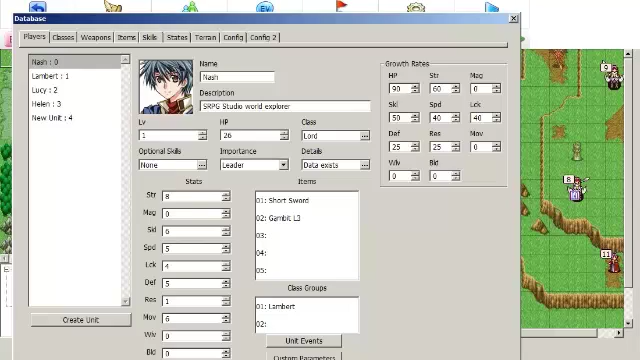 Database
Players Classes Weapons Items Skills States Terrain Config Config 2
Nash : 0
Lambert : 1
Lucy : 2
Helen : 3
New Unit : 4
Create Unit
Name
Nash
Description
SRPG Studio world explorer
Lv HP Class
1 26 Lord
Optional Skills Importance Details
None Leader Data exists
Stats
Str 8
Mag 0
Skl 6
Spd 5
Lck 4
Def 5
Res 1
Mov 6
Wlv 0
Bld 0
Items
01: Short Sword
02: Gambit L3
03:
04:
05:
Class Groups
01: Lambert
02:
Unit Events
Custom Parameters
Growth Rates
HP Str Mag
90 60 0
Skl Spd Lck
50 40 40
Def Res Mov
25 25 0
Wlv Bld
0 0
EV
9
8
11